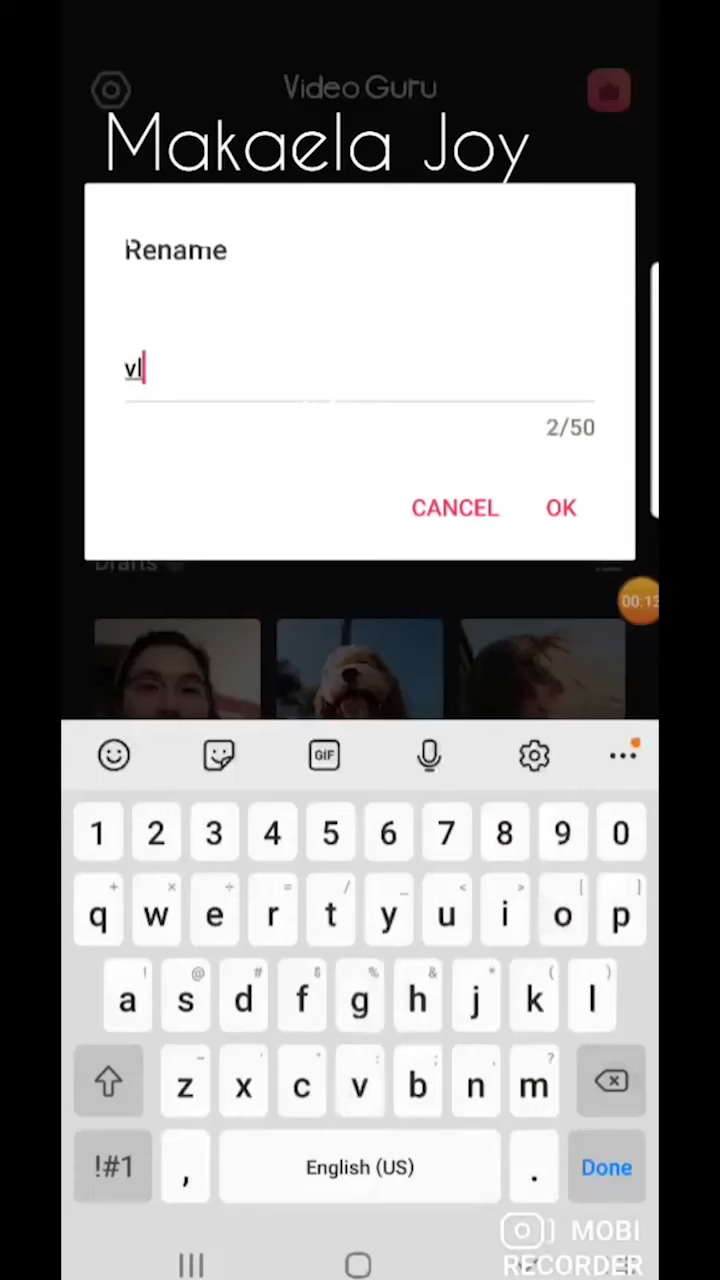 Video Guru
Makaela Joy
Rename
vl
2/50
CANCEL OK
Drafts
00:13
GIF
1 2 3 4 5 6 7 8 9 0
+ × ÷ = / _ < > [ ]
q w e r t y u i o p
! @ # $ % & * ( )
a s d f g h j k l
- ' " : ; , ?
z x c v b n m
!#1 , English (US) . Done
MOBI
RECORDER